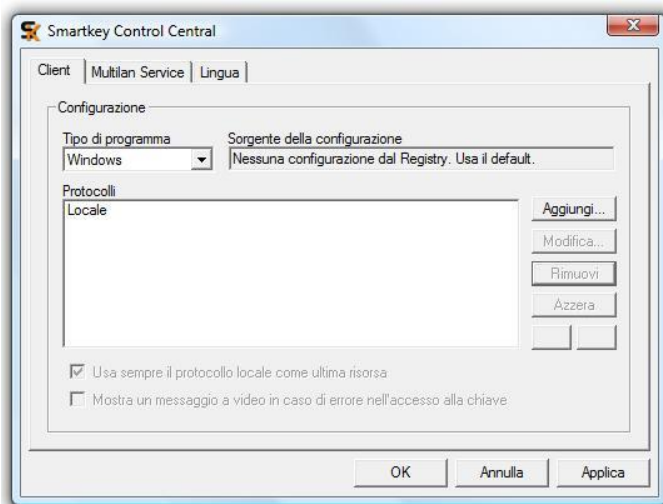 Smartkey Control Central
Client Multilan Service Lingua
Configurazione
Tipo di programma Sorgente della configurazione
Windows Nessuna configurazione dal Registry. Usa il default.
Protocolli
Locale
Aggiungi...
Modifica...
Rimuovi
Azzera
Usa sempre il protocollo locale come ultima risorsa
Mostra un messaggio a video in caso di errore nell'accesso alla chiave
OK Annulla Applica